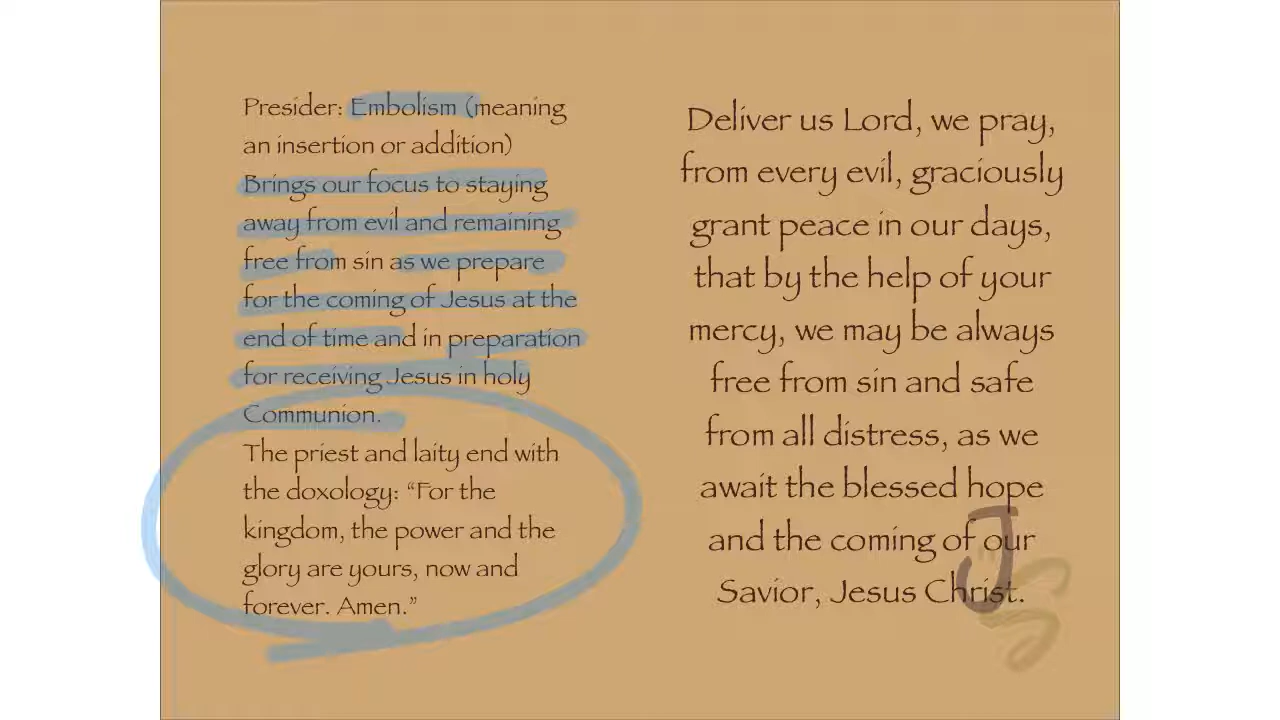 Presider: Embolism (meaning
an insertion or addition)
Brings our focus to staying
away from evil and remaining
free from sin as we prepare
for the coming of Jesus at the
end of time and in preparation
for receiving Jesus in holy
Communion.
The priest and laity end with
the doxology: “For the
kingdom, the power and the
glory are yours, now and
forever. Amen.”
Deliver us Lord, we pray,
from every evil, graciously
grant peace in our days,
that by the help of your
mercy, we may be always
free from sin and safe
from all distress, as we
await the blessed hope
and the coming of our
Savior, Jesus Christ.
JS